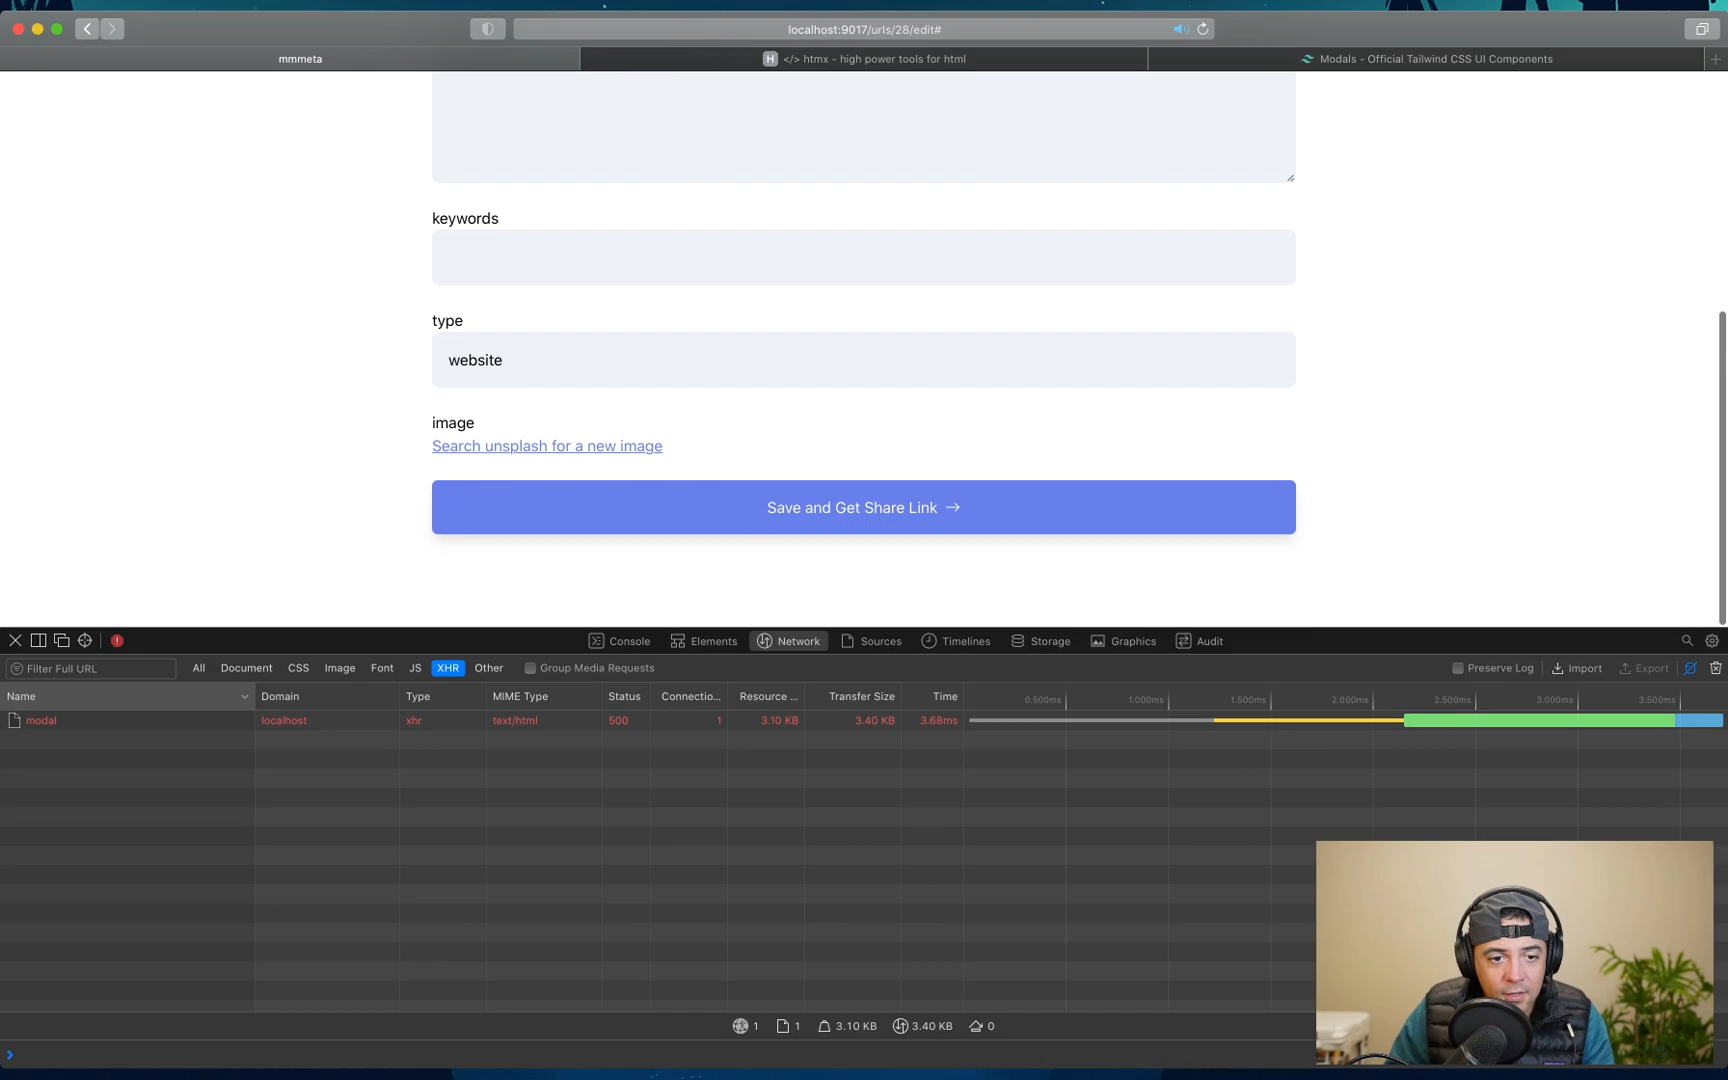 localhost:9017/urls/28/edit#
mmmeta
H </> htmx - high power tools for html
Modals - Official Tailwind CSS UI Components
keywords
type
website
image
Search unsplash for a new image
Save and Get Share Link →
Console
Elements
Network
Sources
Timelines
Storage
Graphics
Audit
Filter Full URL
All Document CSS Image Font JS XHR Other Group Media Requests
Preserve Log Import Export
Name Domain Type MIME Type Status Connectio... Resource ... Transfer Size Time 0.500ms 1.000ms 1.500ms 2.000ms 2.500ms 3.000ms 3.500ms
modal localhost xhr text/html 500 1 3.10 KB 3.40 KB 3.68ms
1 1 3.10 KB 3.40 KB 0